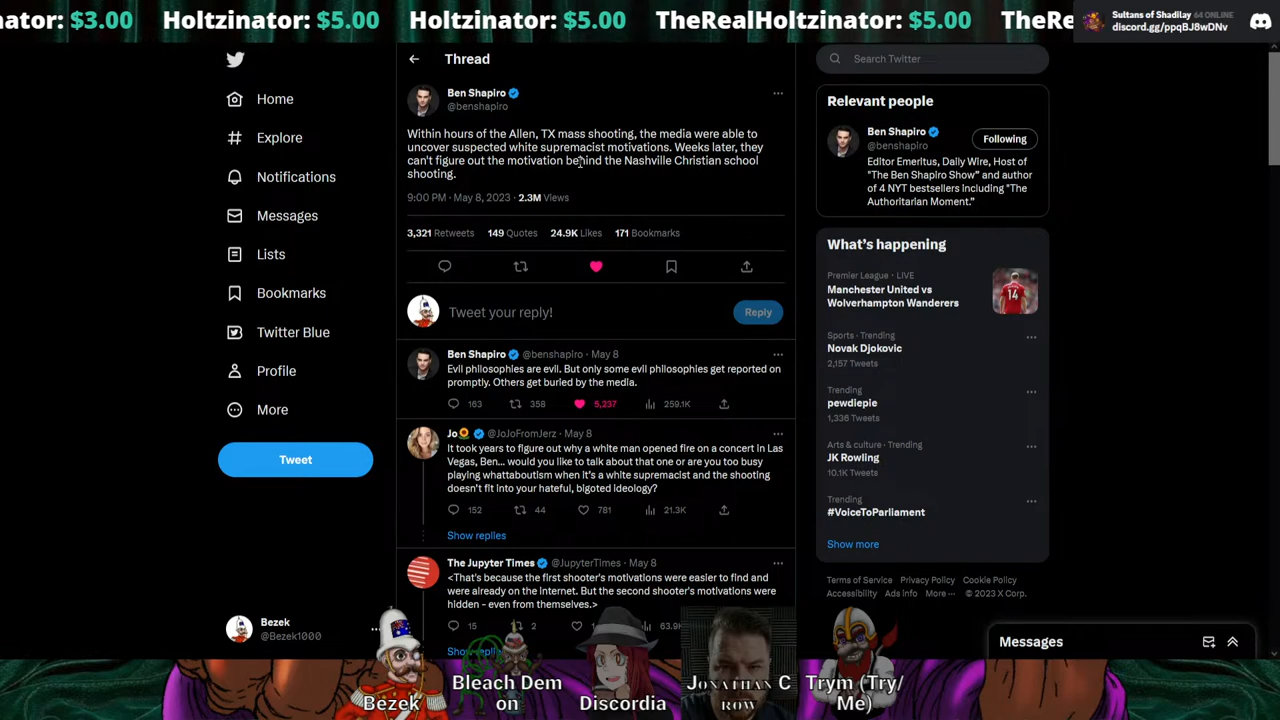 ator: $3.00 Holtzinator: $5.00 Holtzinator: $5.00 TheRealHoltzinator: $5.00 TheRe
Sultans of Shadilay 64 ONLINE
discord.gg/ppqBJ8wDNv
Home
Explore
Notifications
Messages
Lists
Bookmarks
Twitter Blue
Profile
More
Tweet
Bezek
@Bezek1000
Thread
Ben Shapiro
@benshapiro
Within hours of the Allen, TX mass shooting, the media were able to
uncover suspected white supremacist motivations. Weeks later, they
can't figure out the motivation behind the Nashville Christian school
shooting.
9:00 PM · May 8, 2023 · 2.3M Views
3,321 Retweets 149 Quotes 24.9K Likes 171 Bookmarks
Tweet your reply!
Reply
Ben Shapiro @benshapiro · May 8
Evil philosophies are evil. But only some evil philosophies get reported on
promptly. Others get buried by the media.
163 358 5,237 259.1K
Jo @JoJoFromJerz · May 8
It took years to figure out why a white man opened fire on a concert in Las
Vegas, Ben... would you like to talk about that one or are you too busy
playing whattaboutism when it's a white supremacist and the shooting
doesn't fit into your hateful, bigoted ideology?
152 44 781 21.3K
Show replies
The Jupyter Times @JupyterTimes · May 8
<That's because the first shooter's motivations were easier to find and
were already on the internet. But the second shooter's motivations were
hidden - even from themselves.>
15 2 63.9K
Show repli
Search Twitter
Relevant people
Ben Shapiro
@benshapiro
Following
Editor Emeritus, Daily Wire, Host of
"The Ben Shapiro Show" and author
of 4 NYT bestsellers including "The
Authoritarian Moment."
What's happening
Premier League · LIVE
Manchester United vs
Wolverhampton Wanderers
14
Sports · Trending
Novak Djokovic
2,157 Tweets
Trending
pewdiepie
1,336 Tweets
Arts & culture · Trending
JK Rowling
10.1K Tweets
Trending
#VoiceToParliament
Show more
Terms of Service Privacy Policy Cookie Policy
Accessibility Ads info More ··· © 2023 X Corp.
Messages
Bezek
Bleach Dem
on
Discordia
Jonathan C
row
Trym (Try/
Me)